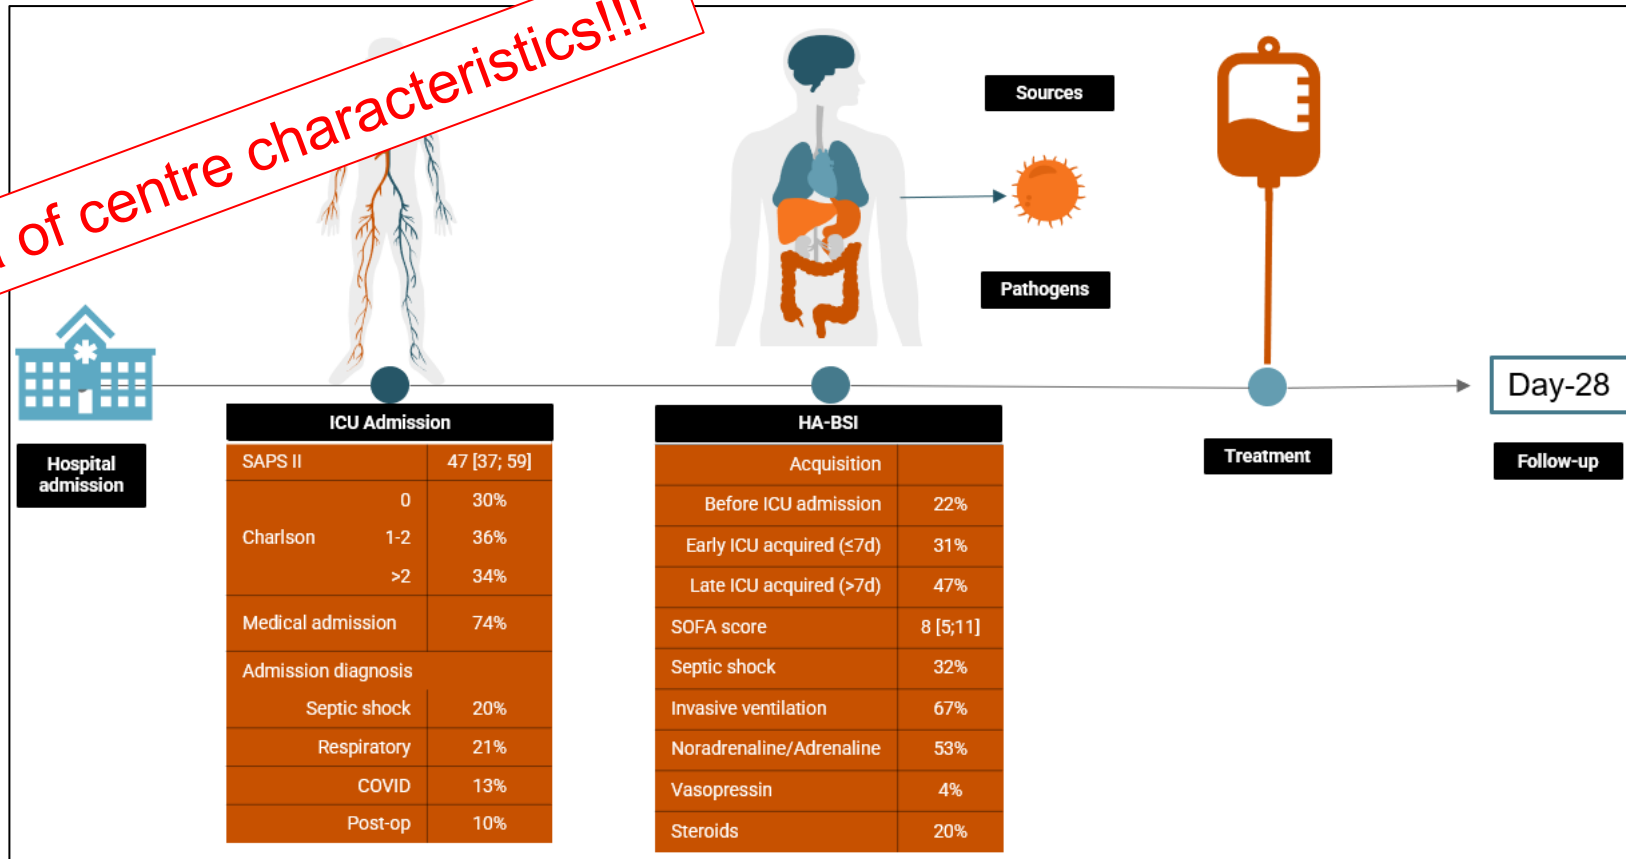 of centre characteristics!!!
Sources
Pathogens
Hospital
admission
ICU Admission
SAPS II 47 [37; 59]
0 30%
Charlson 1-2 36%
>2 34%
Medical admission 74%
Admission diagnosis
Septic shock 20%
Respiratory 21%
COVID 13%
Post-op 10%
HA-BSI
Acquisition
Before ICU admission 22%
Early ICU acquired (≤7d) 31%
Late ICU acquired (>7d) 47%
SOFA score 8 [5;11]
Septic shock 32%
Invasive ventilation 67%
Noradrenaline/Adrenaline 53%
Vasopressin 4%
Steroids 20%
Treatment
Day-28
Follow-up